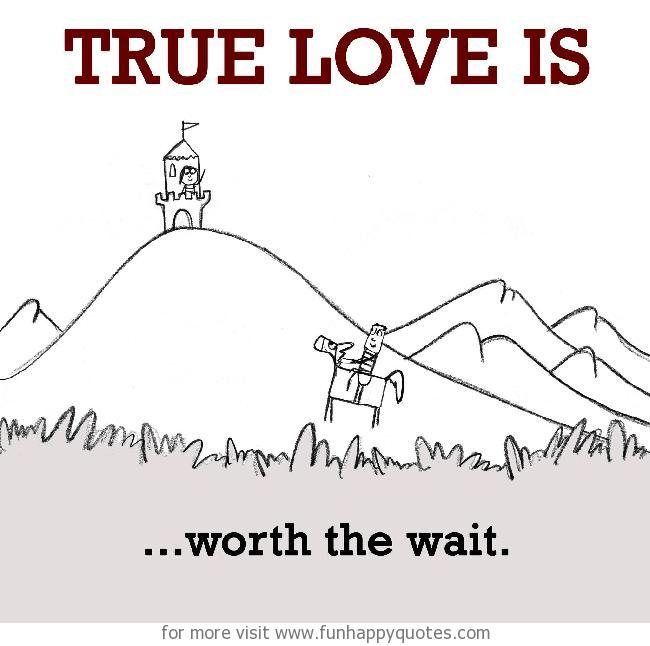 TRUE LOVE IS
...worth the wait.
for more visit www.funhappyquotes.com